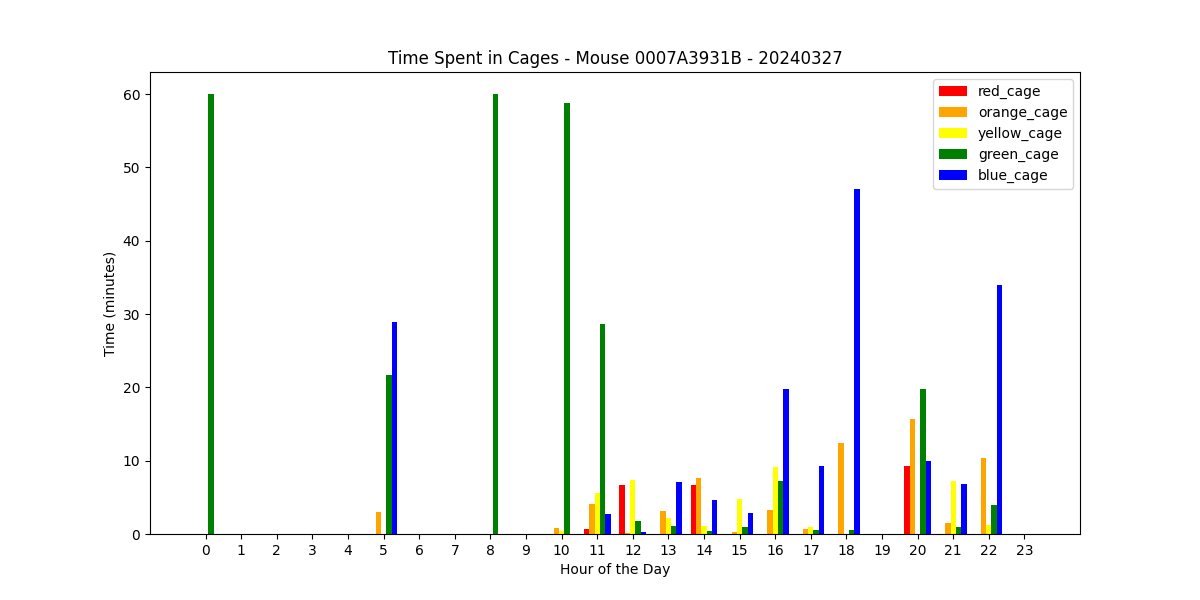 Time Spent in Cages - Mouse 0007A3931B - 20240327
red_cage
orange_cage
yellow_cage
green_cage
blue_cage
Time (minutes)
60
50
40
30
20
10
0
0 1 2 3 4 5 6 7 8 9 10 11 12 13 14 15 16 17 18 19 20 21 22 23
Hour of the Day